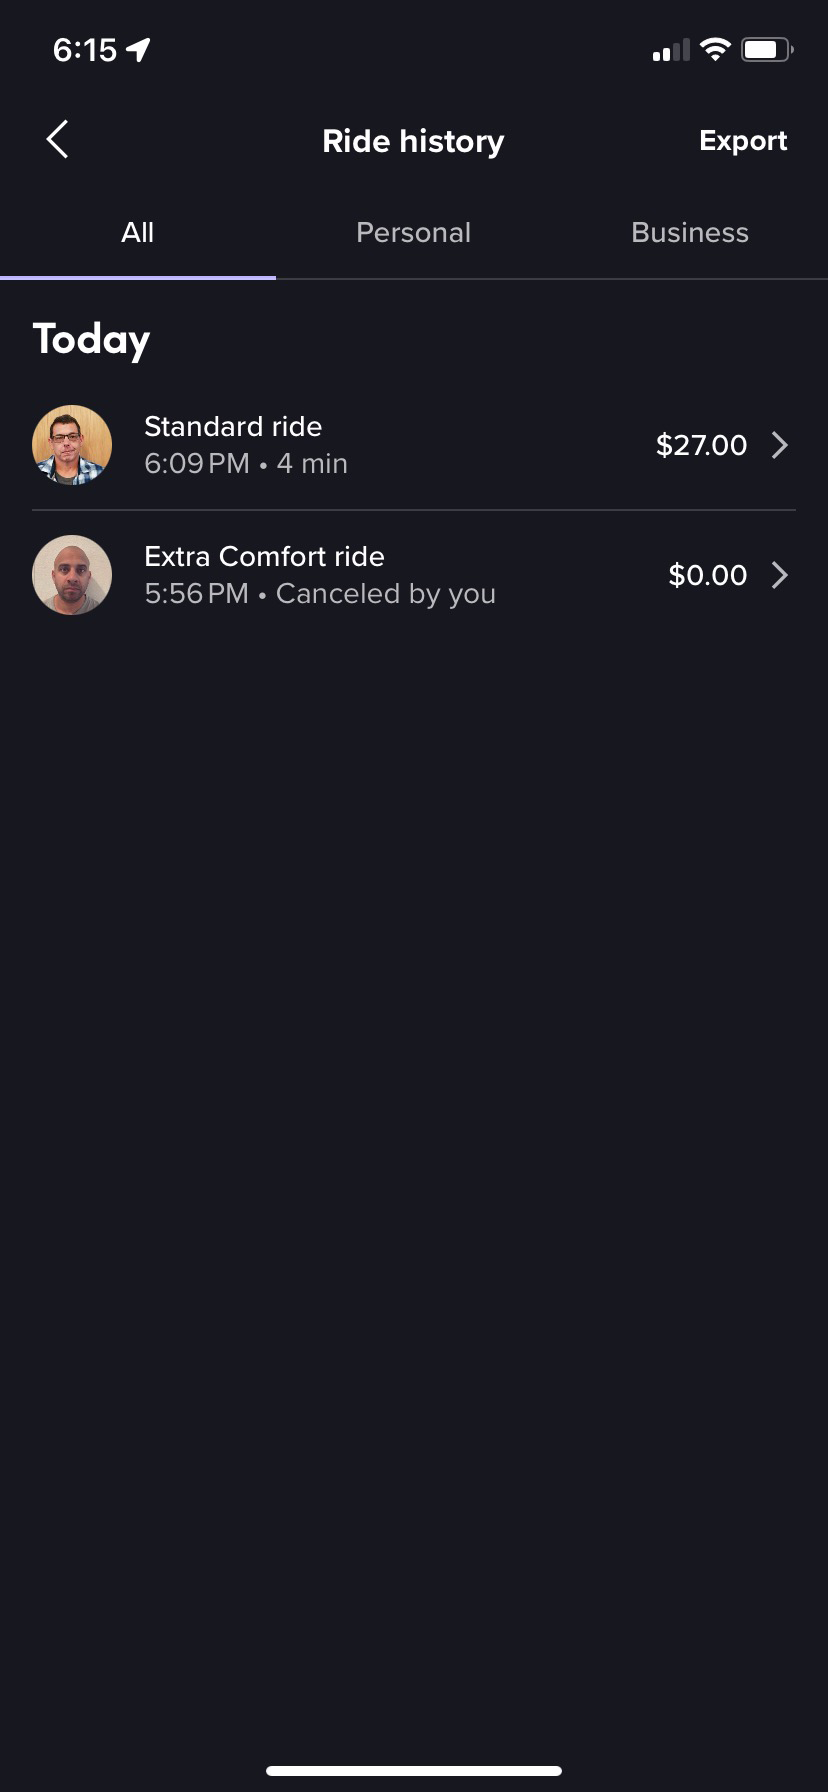 6:15
Ride history
Export
All
Personal
Business
Today
Standard ride
6:09 PM • 4 min
$27.00
Extra Comfort ride
5:56 PM • Canceled by you
$0.00